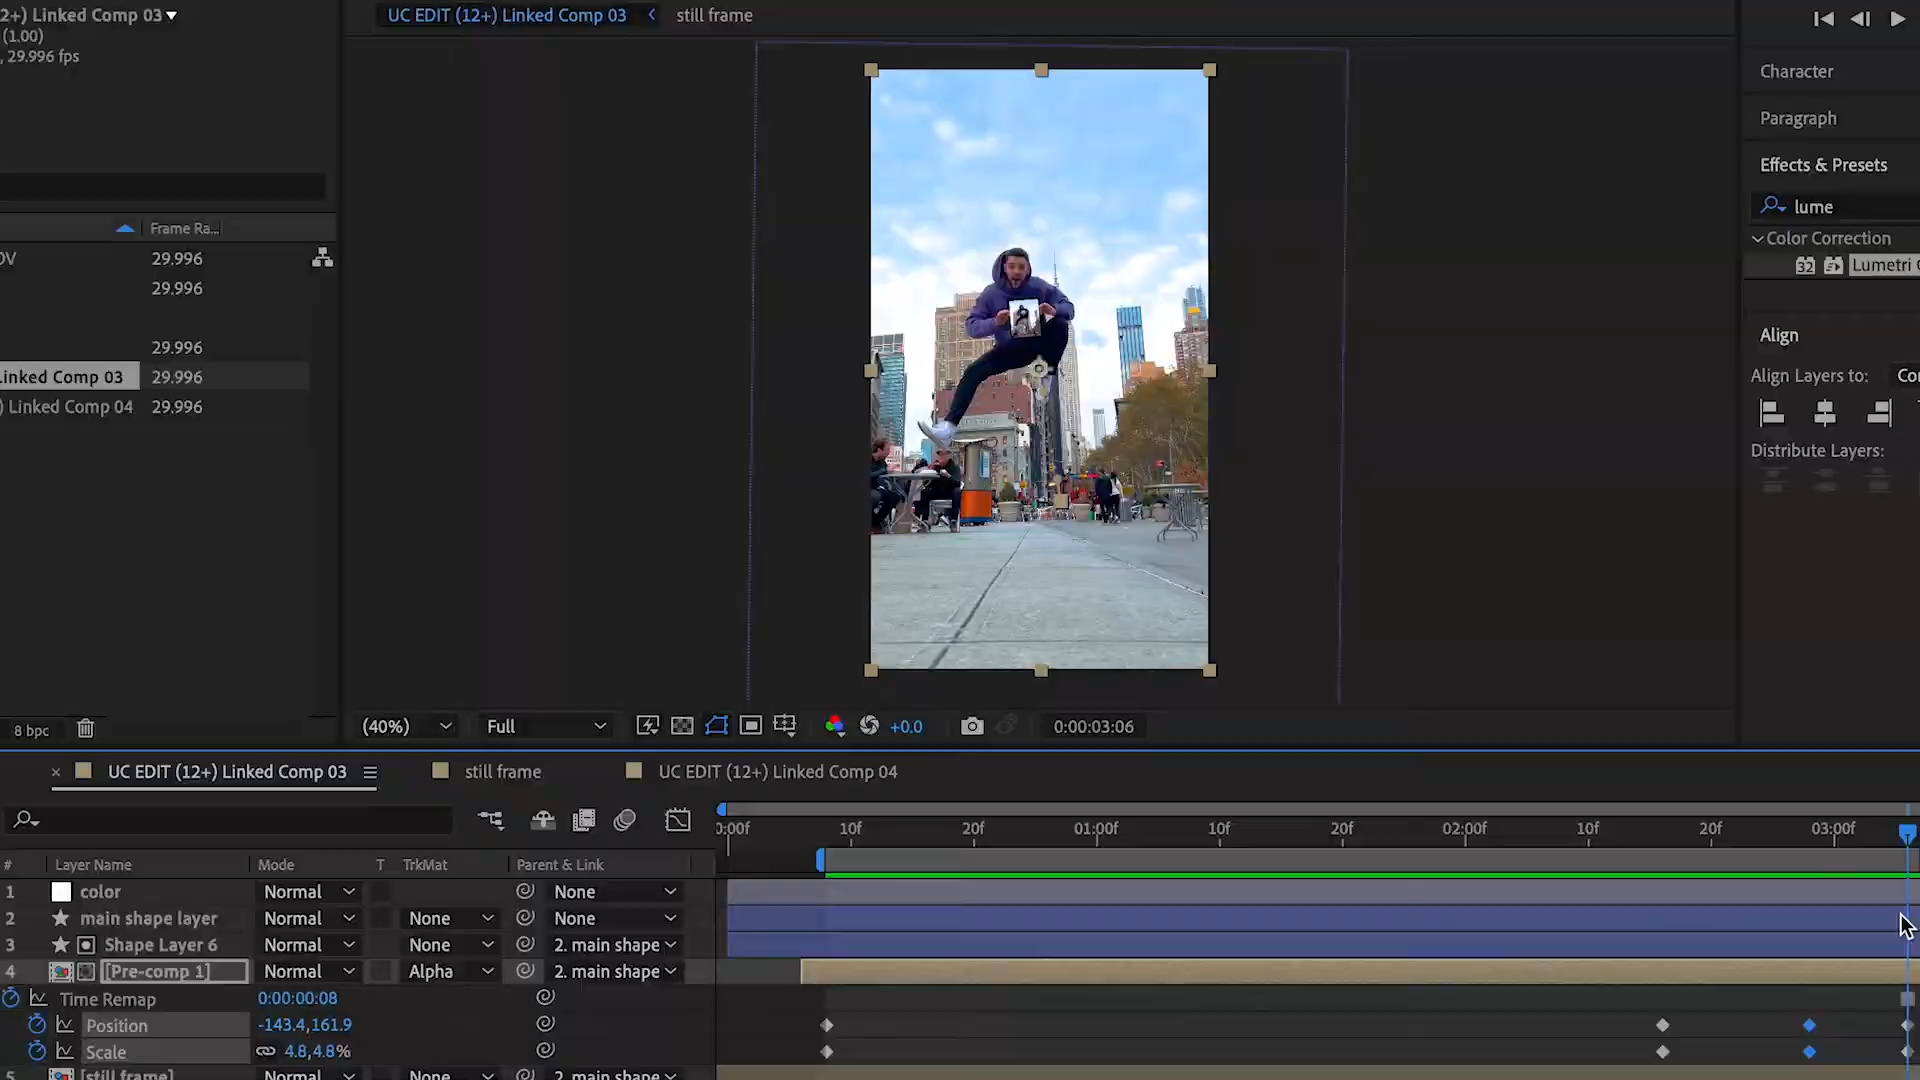 2+) Linked Comp 03
UC EDIT (12+) Linked Comp 03
still frame
(1.00)
, 29.996 fps
Character
Paragraph
Effects & Presets
lume
Color Correction
32
Lumetri
Frame Ra...
OV
29.996
29.996
29.996
Linked Comp 03
29.996
) Linked Comp 04
29.996
Align
Align Layers to:
Distribute Layers:
8 bpc
(40%)
Full
+0.0
0:00:03:06
UC EDIT (12+) Linked Comp 03
still frame
UC EDIT (12+) Linked Comp 04
0:00f
10f
20f
01:00f
10f
20f
02:00f
10f
20f
03:00f
#
Layer Name
Mode
T
TrkMat
Parent & Link
1
color
Normal
None
2
main shape layer
Normal
None
None
3
Shape Layer 6
Normal
None
2. main shape
4
[Pre-comp 1]
Normal
Alpha
2. main shape
Time Remap
0:00:00:08
Position
-143.4,161.9
Scale
4.8,4.8%
5
[still frame]
Normal
None
2. main shape